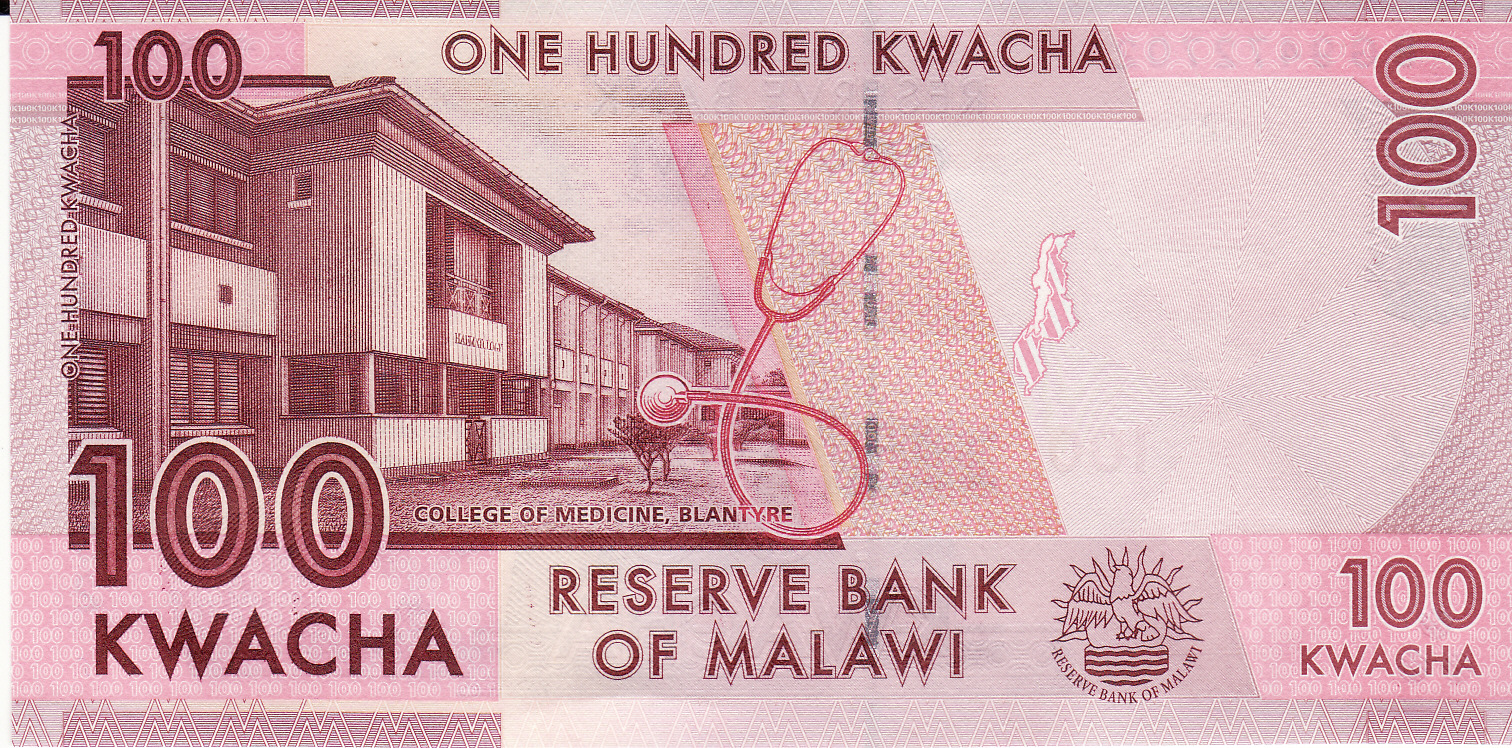 100
ONE HUNDRED KWACHA
100
ONE HUNDRED KWACHA
COLLEGE OF MEDICINE, BLANTYRE
100
KWACHA
RESERVE BANK
OF MALAWI
RESERVE BANK OF MALAWI
100
KWACHA